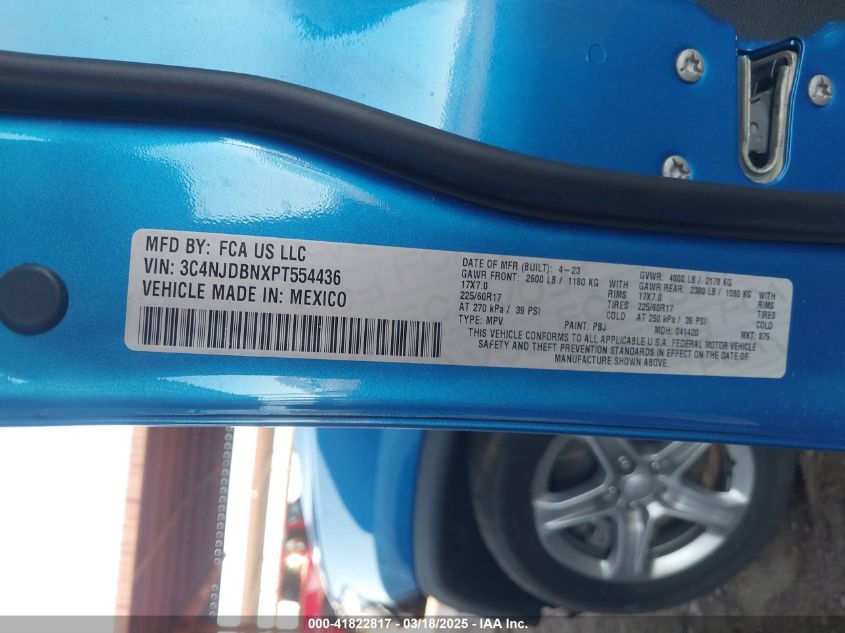 MFD BY: FCA US LLC
VIN: 3C4NJDBNXPT554436
VEHICLE MADE IN: MEXICO
DATE OF MFR (BUILT): 4-23 GVWR: 4800 LB / 2178 KG
GAWR FRONT: 2600 LB / 1180 KG WITH GAWR REAR: 2380 LB / 1080 KG WITH
17X7.0 RIMS 17X7.0 RIMS
225/60R17 TIRES 225/60R17 TIRES
AT 270 kPa / 39 PSI COLD AT 250 kPa / 36 PSI COLD
TYPE: MPV PAINT: PBJ MDH: 041420 MKT: 875
THIS VEHICLE CONFORMS TO ALL APPLICABLE U.S.A. FEDERAL MOTOR VEHICLE
SAFETY AND THEFT PREVENTION STANDARDS IN EFFECT ON THE DATE OF
MANUFACTURE SHOWN ABOVE.
000-41822817 - 03/18/2025 - IAA Inc.